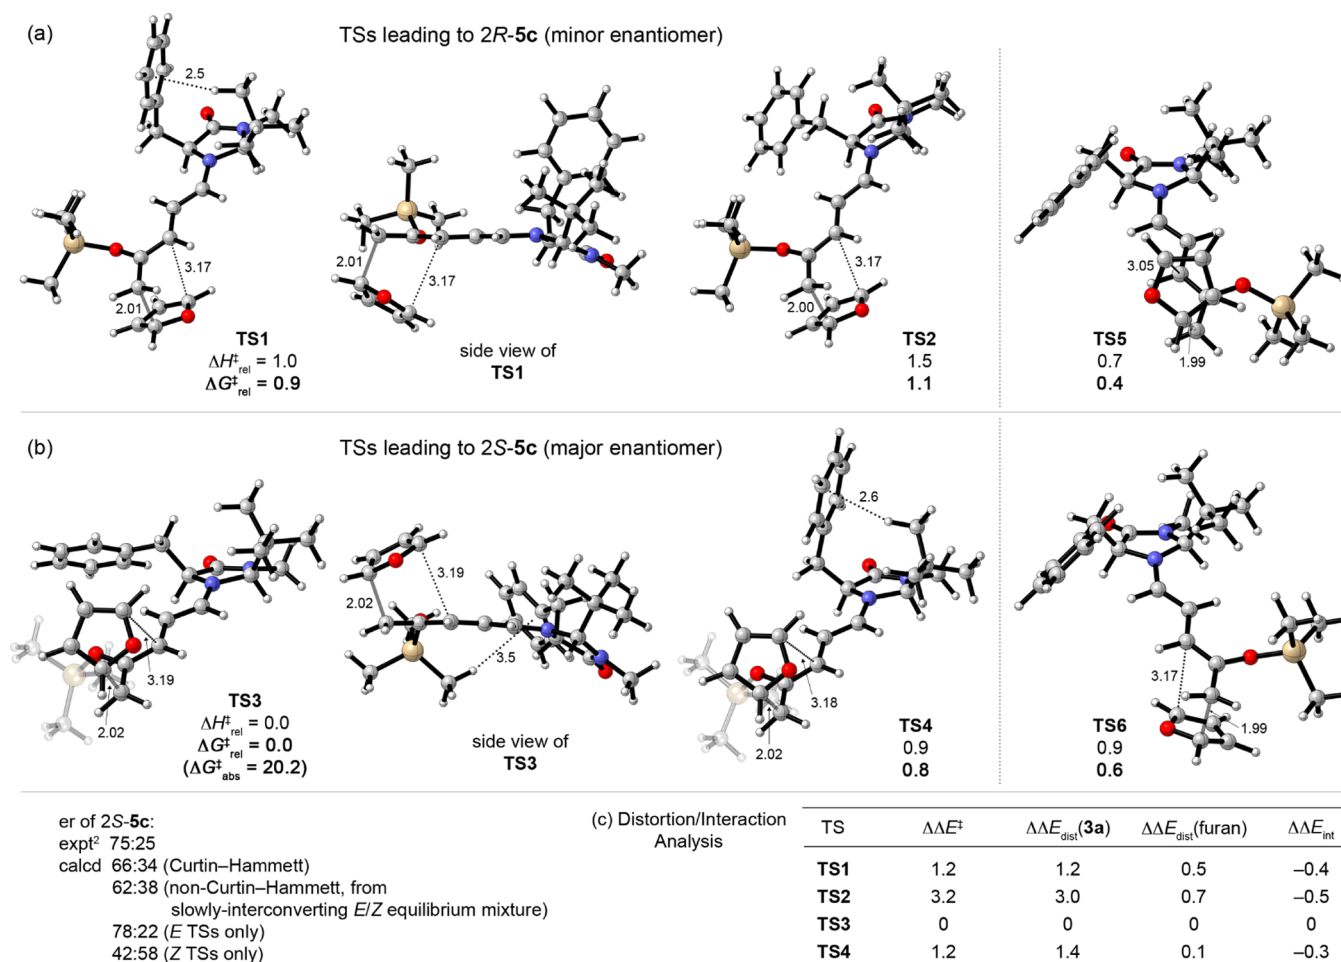 (a) TSs leading to 2R-5c (minor enantiomer)
2.5
3.17
2.01
TS1
ΔH‡rel = 1.0
ΔG‡rel = 0.9
2.01
3.17
side view of
TS1
3.17
2.00
TS2
1.5
1.1
3.05
1.99
TS5
0.7
0.4
(b) TSs leading to 2S-5c (major enantiomer)
3.19
2.02
TS3
ΔH‡rel = 0.0
ΔG‡rel = 0.0
(ΔG‡abs = 20.2)
3.19
2.02
3.5
side view of
TS3
2.6
3.18
2.02
TS4
0.9
0.8
3.17
1.99
TS6
0.9
0.6
er of 2S-5c:
expt² 75:25
calcd 66:34 (Curtin–Hammett)
62:38 (non-Curtin–Hammett, from
slowly-interconverting E/Z equilibrium mixture)
78:22 (E TSs only)
42:58 (Z TSs only)
(c) Distortion/Interaction
Analysis
TS ΔΔE‡ ΔΔEdist(3a) ΔΔEdist(furan) ΔΔEint
TS1 1.2 1.2 0.5 –0.4
TS2 3.2 3.0 0.7 –0.5
TS3 0 0 0 0
TS4 1.2 1.4 0.1 –0.3